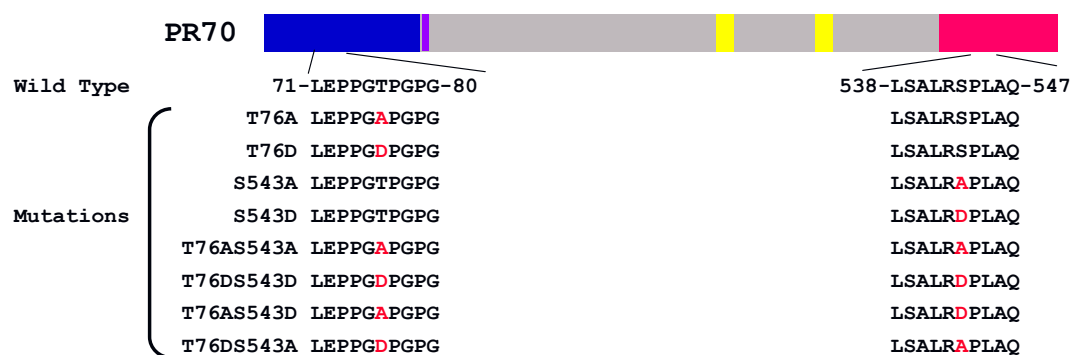 PR70
Wild Type 71-LEPPGTPGPG-80 538-LSALRSPLAQ-547
T76A LEPPGAPGPG LSALRSPLAQ
T76D LEPPGDPGPG LSALRSPLAQ
S543A LEPPGTPGPG LSALRAPLAQ
Mutations S543D LEPPGTPGPG LSALRDPLAQ
T76AS543A LEPPGAPGPG LSALRAPLAQ
T76DS543D LEPPGDPGPG LSALRDPLAQ
T76AS543D LEPPGAPGPG LSALRDPLAQ
T76DS543A LEPPGDPGPG LSALRAPLAQ